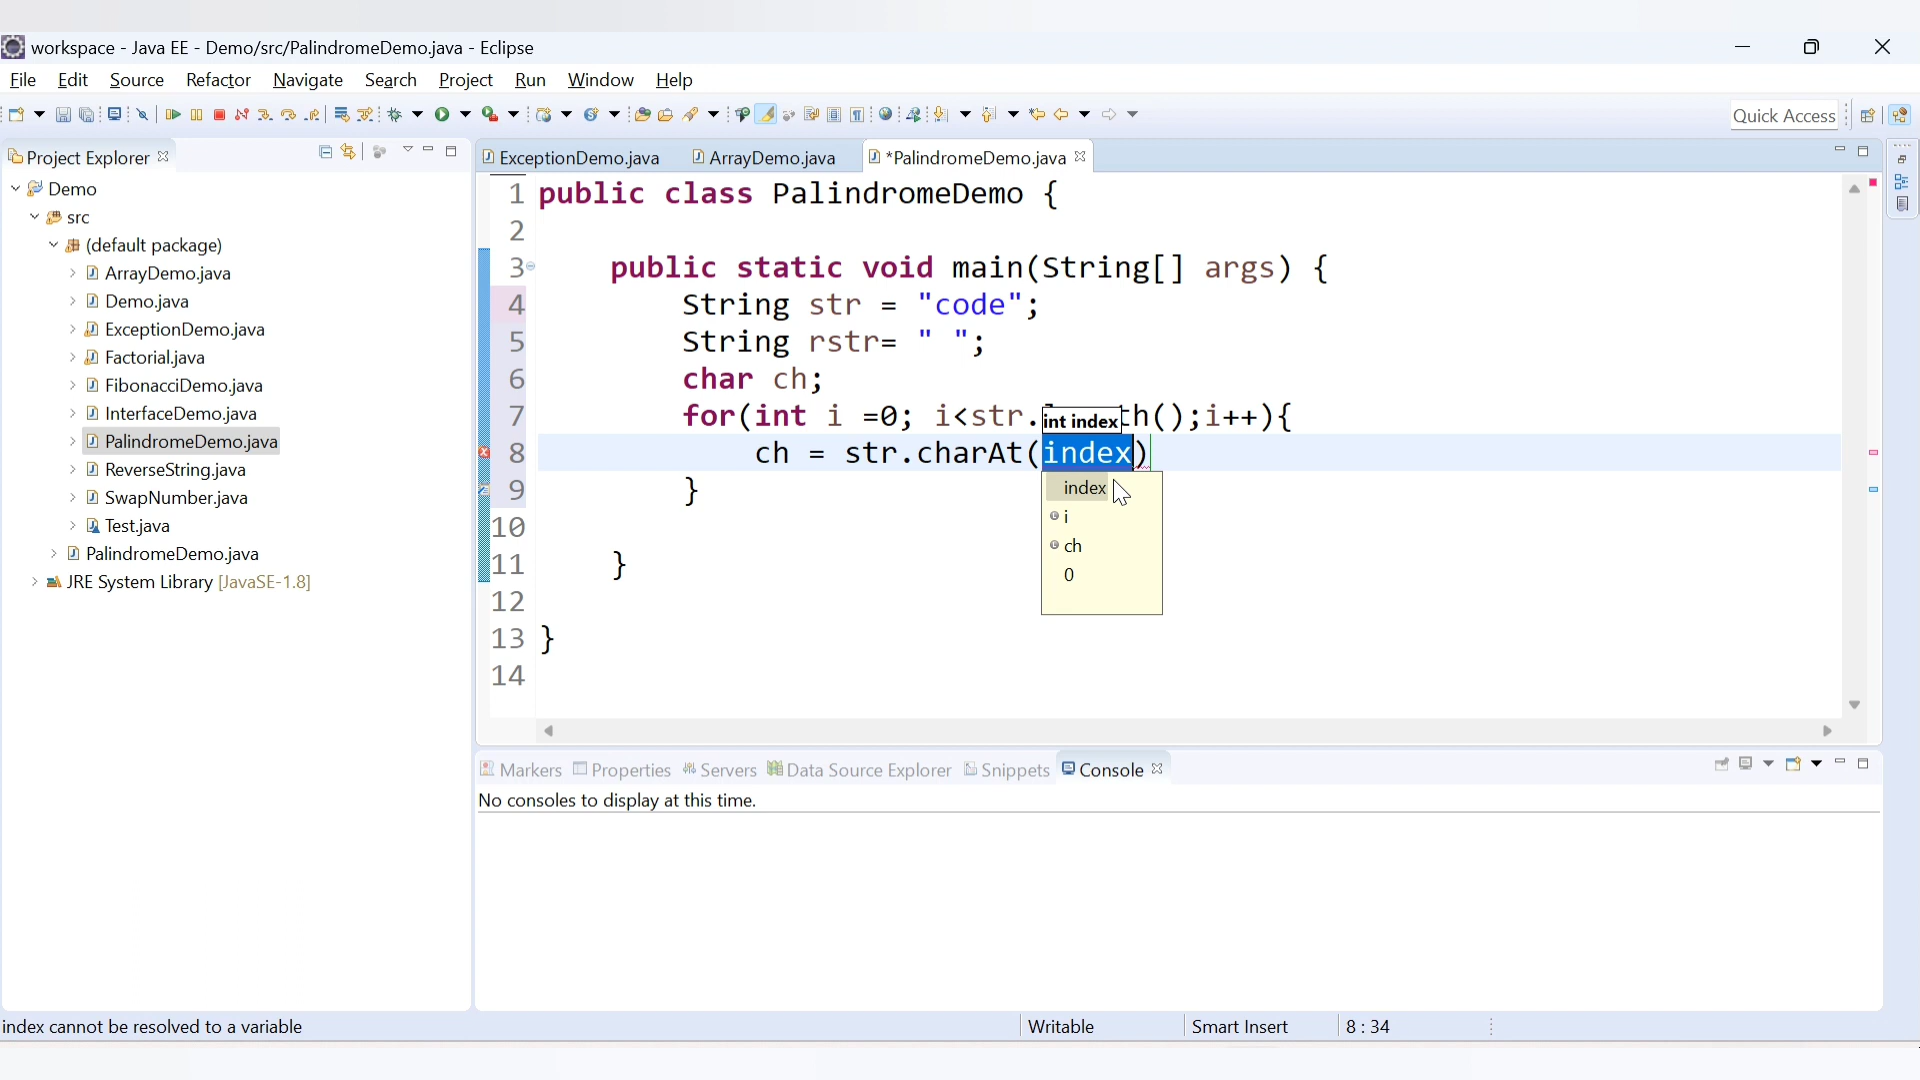 workspace - Java EE - Demo/src/PalindromeDemo.java - Eclipse
File Edit Source Refactor Navigate Search Project Run Window Help
Quick Access
Project Explorer
ExceptionDemo.java ArrayDemo.java *PalindromeDemo.java
Demo
src
(default package)
ArrayDemo.java
Demo.java
ExceptionDemo.java
Factorial.java
FibonacciDemo.java
InterfaceDemo.java
PalindromeDemo.java
ReverseString.java
SwapNumber.java
Test.java
PalindromeDemo.java
JRE System Library [JavaSE-1.8]
1 public class PalindromeDemo {
2
3 public static void main(String[] args) {
4 String str = "code";
5 String rstr= " ";
6 char ch;
7 for(int i =0; i<str. th();i++){
int index
8 ch = str.charAt(index)
9 }
10
11 }
12
13 }
14
index
i
ch
0
Markers Properties Servers Data Source Explorer Snippets Console
No consoles to display at this time.
index cannot be resolved to a variable Writable Smart Insert 8 : 34